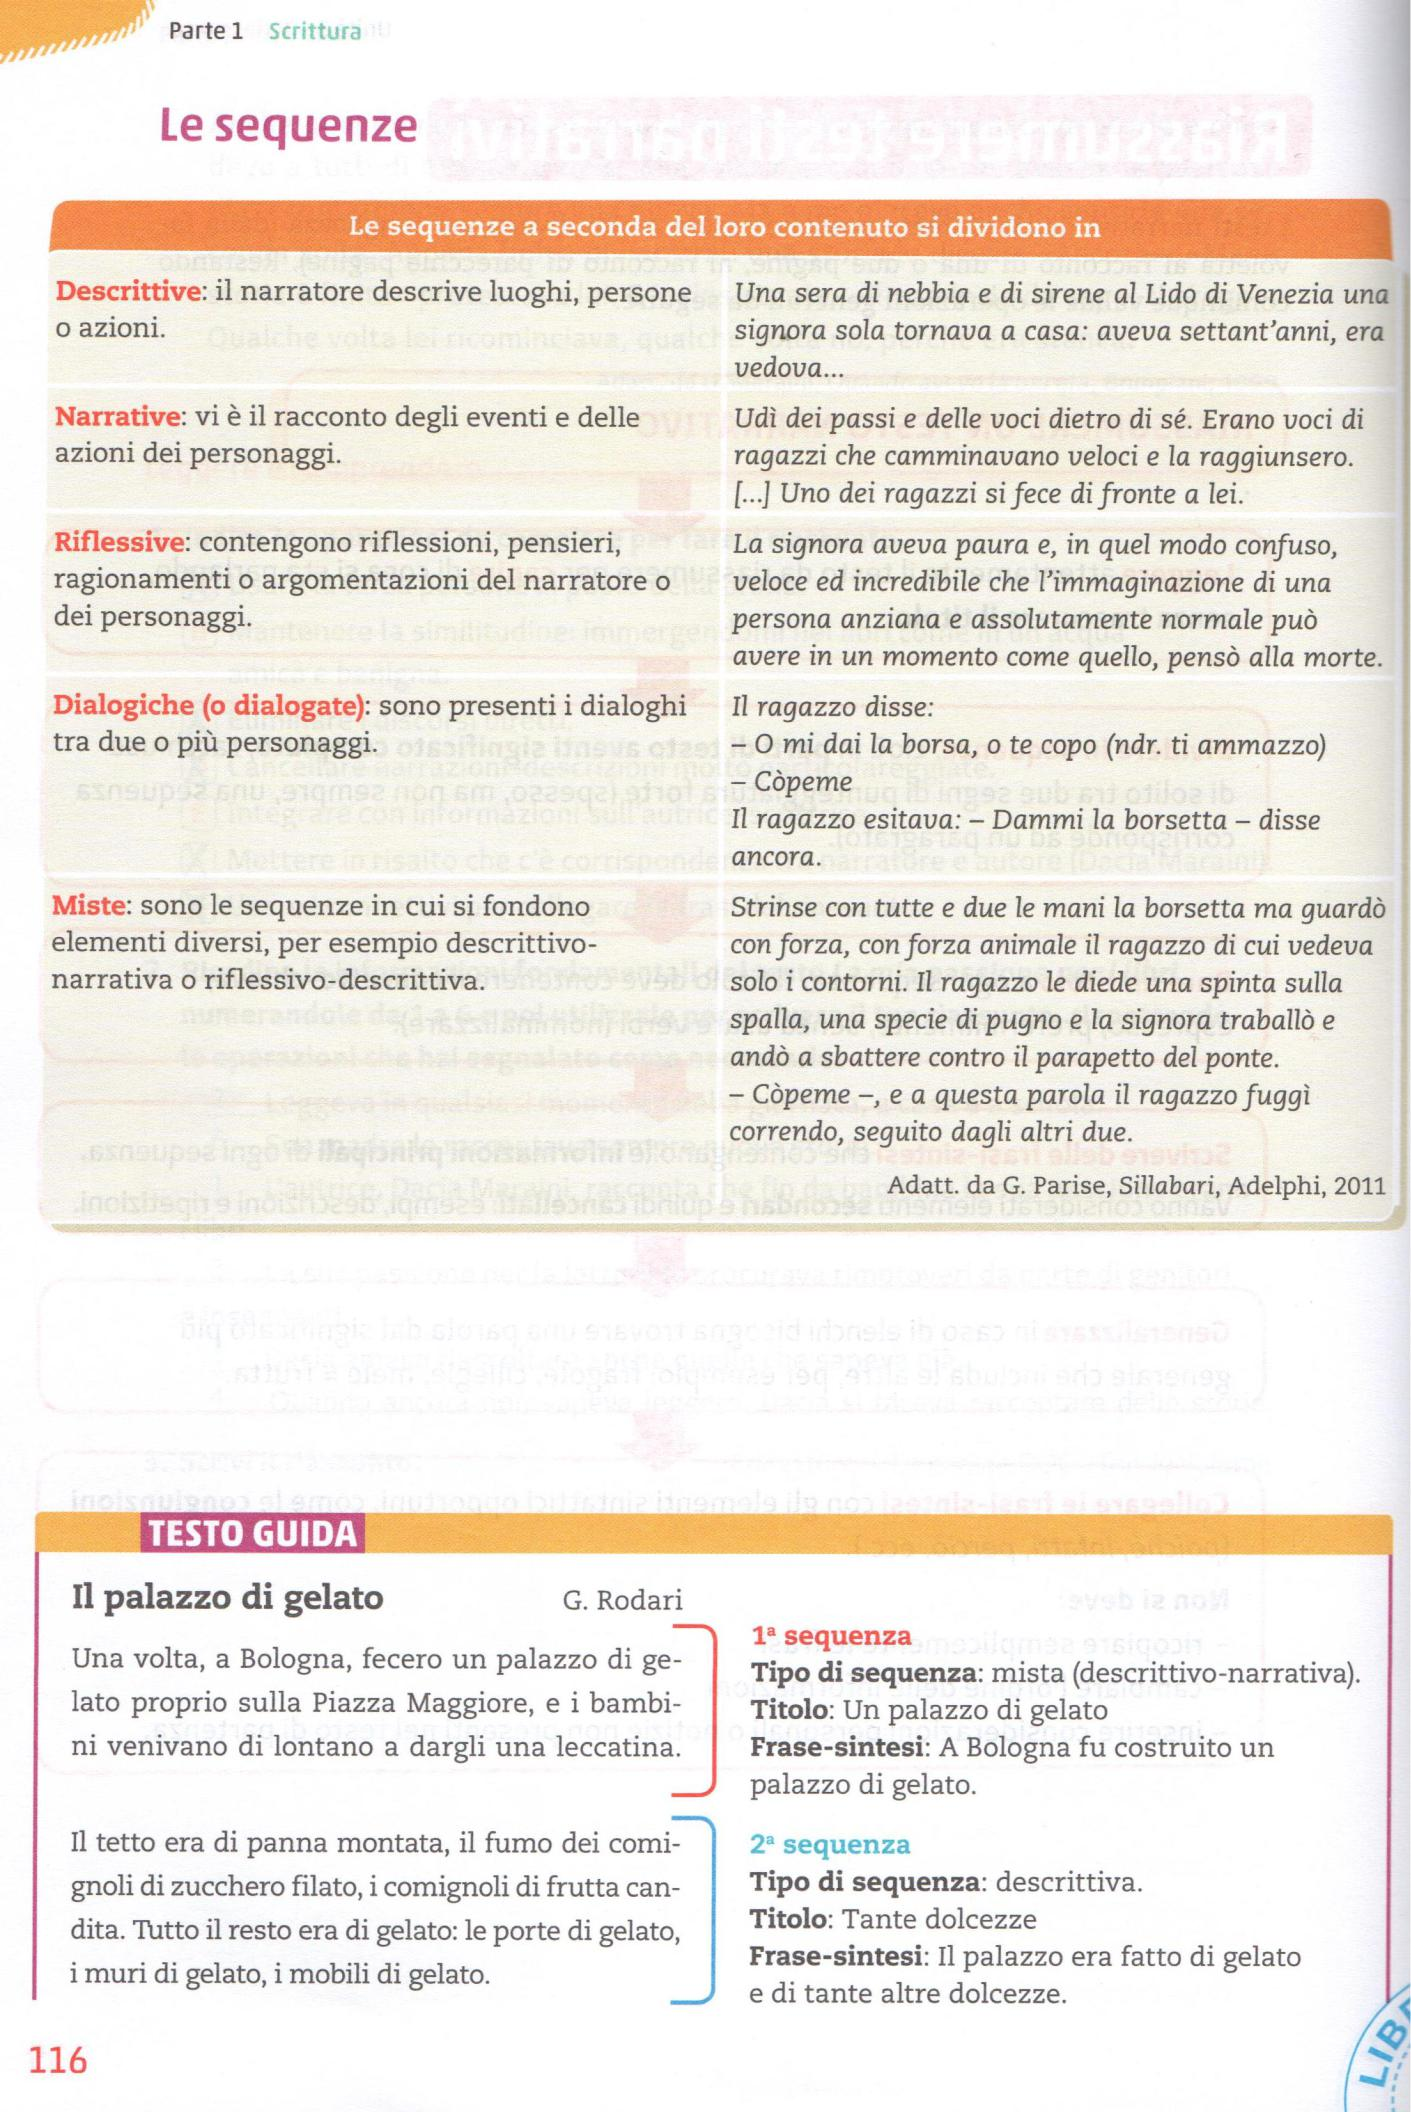 Parte 1 Scrittura
Le sequenze
Le sequenze a seconda del loro contenuto si dividono in
Descrittive: il narratore descrive luoghi, persone
o azioni.
Una sera di nebbia e di sirene al Lido di Venezia una
signora sola tornava a casa: aveva settant'anni, era
vedova...
Narrative: vi è il racconto degli eventi e delle
azioni dei personaggi.
Udì dei passi e delle voci dietro di sé. Erano voci di
ragazzi che camminavano veloci e la raggiunsero.
[...] Uno dei ragazzi si fece di fronte a lei.
Riflessive: contengono riflessioni, pensieri,
ragionamenti o argomentazioni del narratore o
dei personaggi.
La signora aveva paura e, in quel modo confuso,
veloce ed incredibile che l'immaginazione di una
persona anziana e assolutamente normale può
avere in un momento come quello, pensò alla morte.
Dialogiche (o dialogate): sono presenti i dialoghi
tra due o più personaggi.
Il ragazzo disse:
– O mi dai la borsa, o te copo (ndr. ti ammazzo)
– Còpeme
Il ragazzo esitava: – Dammi la borsetta – disse
ancora.
Miste: sono le sequenze in cui si fondono
elementi diversi, per esempio descrittivo-
narrativa o riflessivo-descrittiva.
Strinse con tutte e due le mani la borsetta ma guardò
con forza, con forza animale il ragazzo di cui vedeva
solo i contorni. Il ragazzo le diede una spinta sulla
spalla, una specie di pugno e la signora traballò e
andò a sbattere contro il parapetto del ponte.
– Còpeme –, e a questa parola il ragazzo fuggì
correndo, seguito dagli altri due.
Adatt. da G. Parise, Sillabari, Adelphi, 2011
TESTO GUIDA
Il palazzo di gelato G. Rodari
Una volta, a Bologna, fecero un palazzo di ge-
lato proprio sulla Piazza Maggiore, e i bambi-
ni venivano di lontano a dargli una leccatina.
1ª sequenza
Tipo di sequenza: mista (descrittivo-narrativa).
Titolo: Un palazzo di gelato
Frase-sintesi: A Bologna fu costruito un
palazzo di gelato.
Il tetto era di panna montata, il fumo dei comi-
gnoli di zucchero filato, i comignoli di frutta can-
dita. Tutto il resto era di gelato: le porte di gelato,
i muri di gelato, i mobili di gelato.
2ª sequenza
Tipo di sequenza: descrittiva.
Titolo: Tante dolcezze
Frase-sintesi: Il palazzo era fatto di gelato
e di tante altre dolcezze.
116